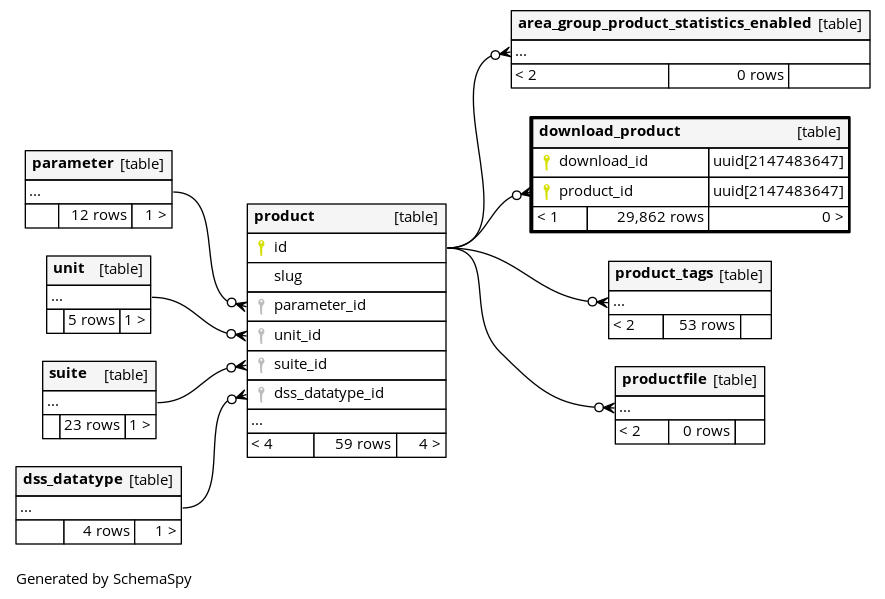 area_group_product_statistics_enabled [table]
...
< 2 0 rows
download_product [table]
download_id uuid[2147483647]
product_id uuid[2147483647]
< 1 29,862 rows 0 >
parameter [table]
...
12 rows 1 >
product [table]
id
slug
parameter_id
unit_id
suite_id
dss_datatype_id
...
< 4 59 rows 4 >
unit [table]
...
5 rows 1 >
product_tags [table]
...
< 2 53 rows
suite [table]
...
23 rows 1 >
productfile [table]
...
< 2 0 rows
dss_datatype [table]
...
4 rows 1 >
Generated by SchemaSpy